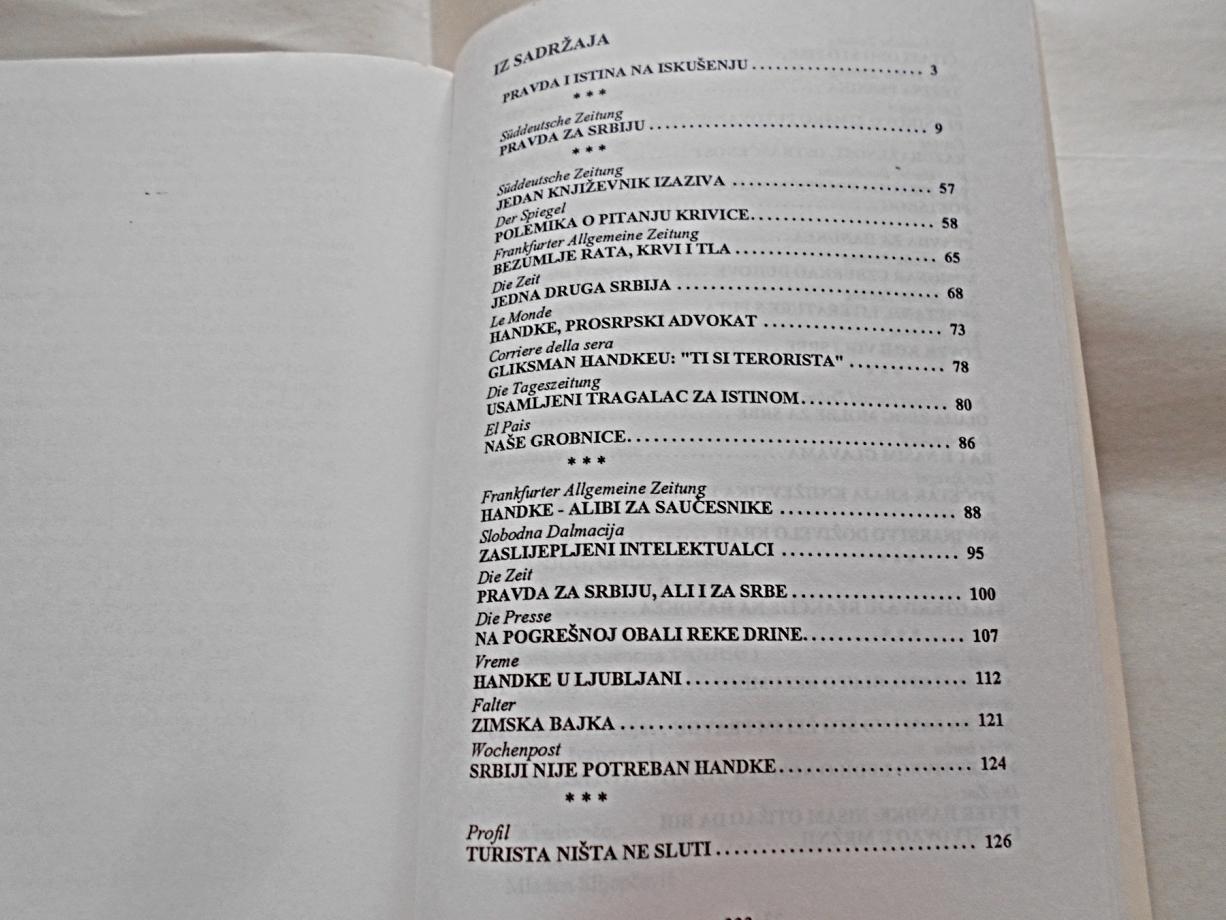 IZ SADRŽAJA
PRAVDA I ISTINA NA ISKUŠENJU ........................ 3
* * *
Süddeutsche Zeitung
PRAVDA ZA SRBIJU ....................................... 9
* * *
Süddeutsche Zeitung
JEDAN KNJIŽEVNIK IZAZIVA ............................ 57
Der Spiegel
POLEMIKA O PITANJU KRIVICE.......................... 58
Frankfurter Allgemeine Zeitung
BEZUMLJE RATA, KRVI I TLA ............................ 65
Die Zeit
JEDNA DRUGA SRBIJA ..................................... 68
Le Monde
HANDKE, PROSRPSKI ADVOKAT ......................... 73
Corriere della sera
GLIKSMAN HANDKEU: "TI SI TERORISTA" ............. 78
Die Tageszeitung
USAMLJENI TRAGALAC ZA ISTINOM.................... 80
El Pais
NAŠE GROBNICE............................................ 86
* * *
Frankfurter Allgemeine Zeitung
HANDKE - ALIBI ZA SAUČESNIKE ....................... 88
Slobodna Dalmacija
ZASLIJEPLJENI INTELEKTUALCI ........................ 95
Die Zeit
PRAVDA ZA SRBIJU, ALI I ZA SRBE ..................... 100
Die Presse
NA POGREŠNOJ OBALI REKE DRINE..................... 107
Vreme
HANDKE U LJUBLJANI..................................... 112
Falter
ZIMSKA BAJKA ............................................. 121
Wochenpost
SRBIJI NIJE POTREBAN HANDKE......................... 124
* * *
Profil
TURISTA NIŠTA NE SLUTI .................................. 126